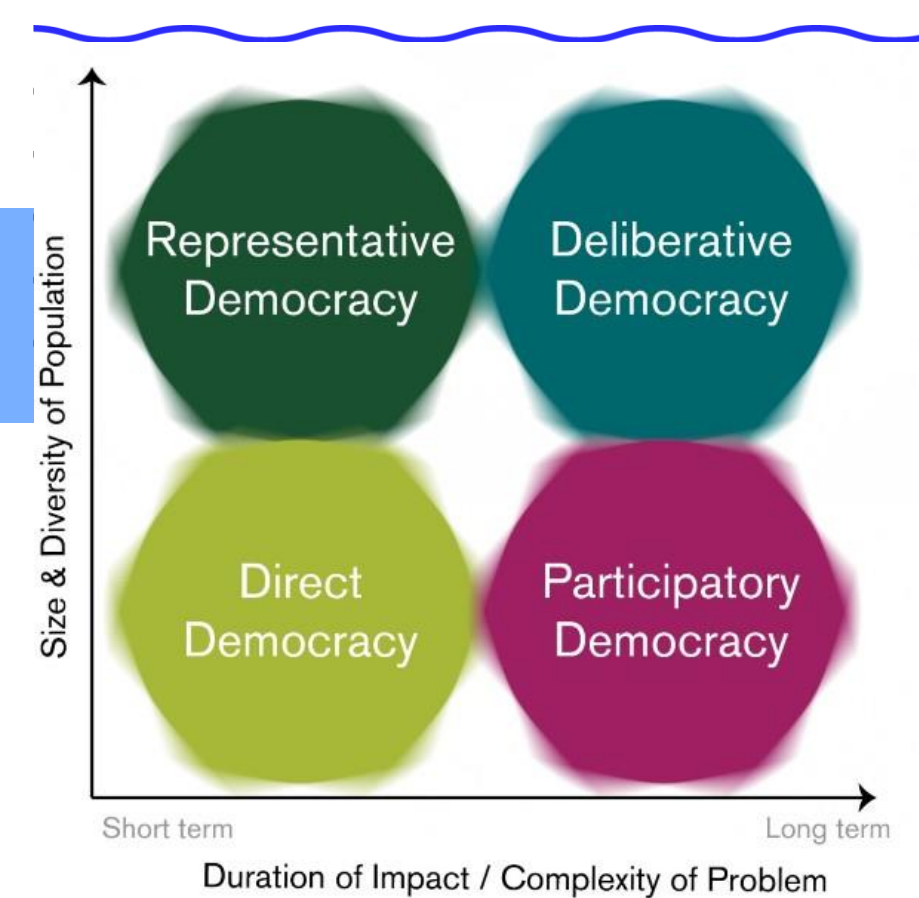 Representative
Democracy
Deliberative
Democracy
Size & Diversity of Population
Direct
Democracy
Participatory
Democracy
Short term
Long term
Duration of Impact / Complexity of Problem